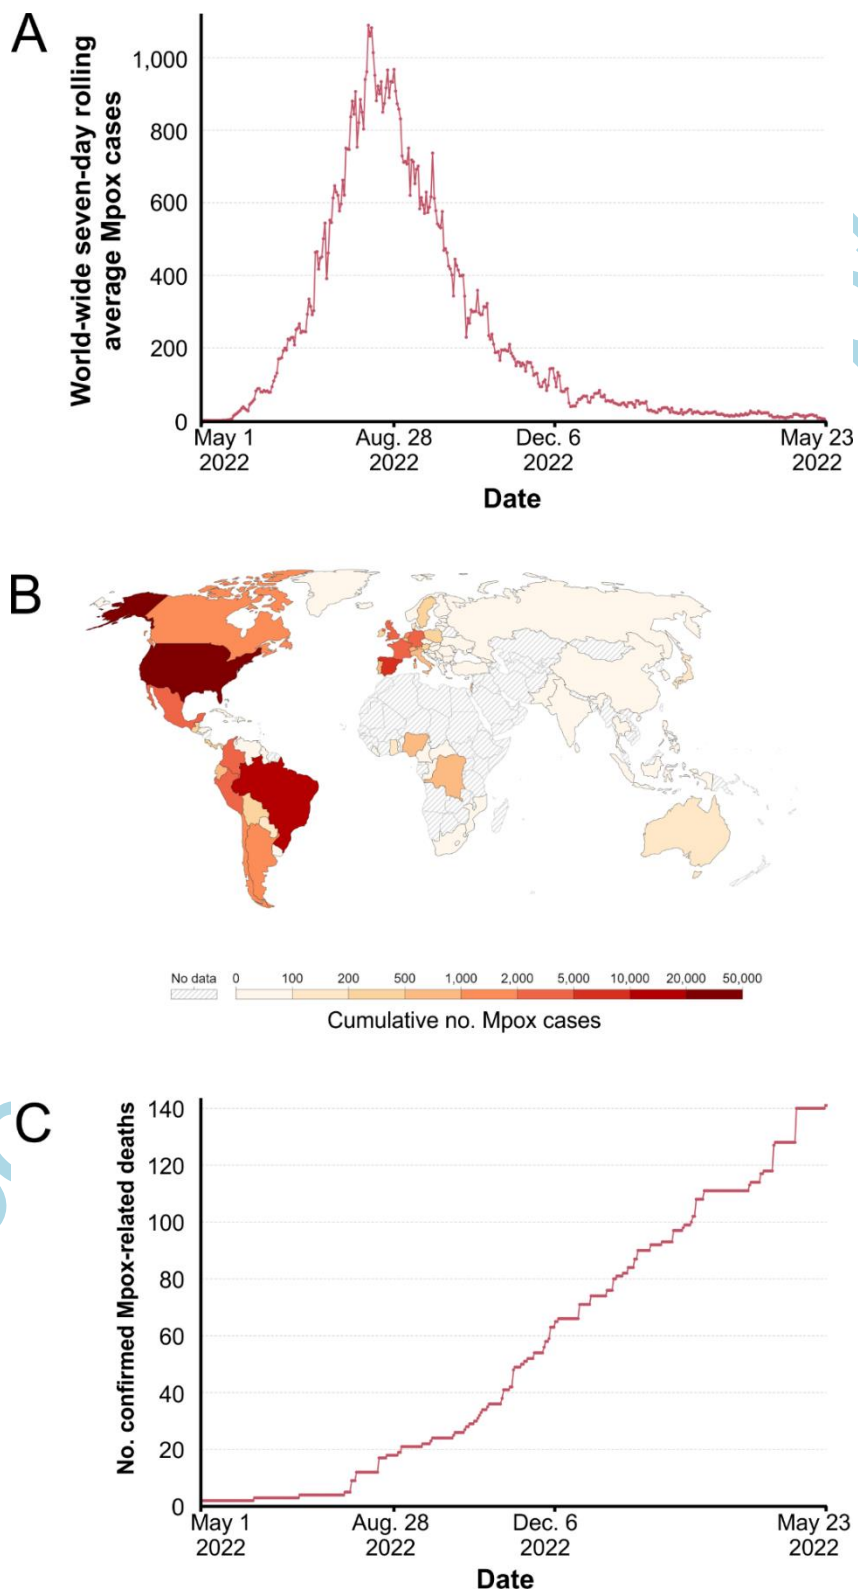 A
World-wide seven-day rolling
average Mpox cases
1,000
800
600
400
200
0
May 1
2022
Aug. 28
2022
Dec. 6
2022
May 23
2022
Date
B
No data
0
100
200
500
1,000
2,000
5,000
10,000
20,000
50,000
Cumulative no. Mpox cases
C
No. confirmed Mpox-related deaths
140
120
100
80
60
40
20
0
May 1
2022
Aug. 28
2022
Dec. 6
2022
May 23
2022
Date